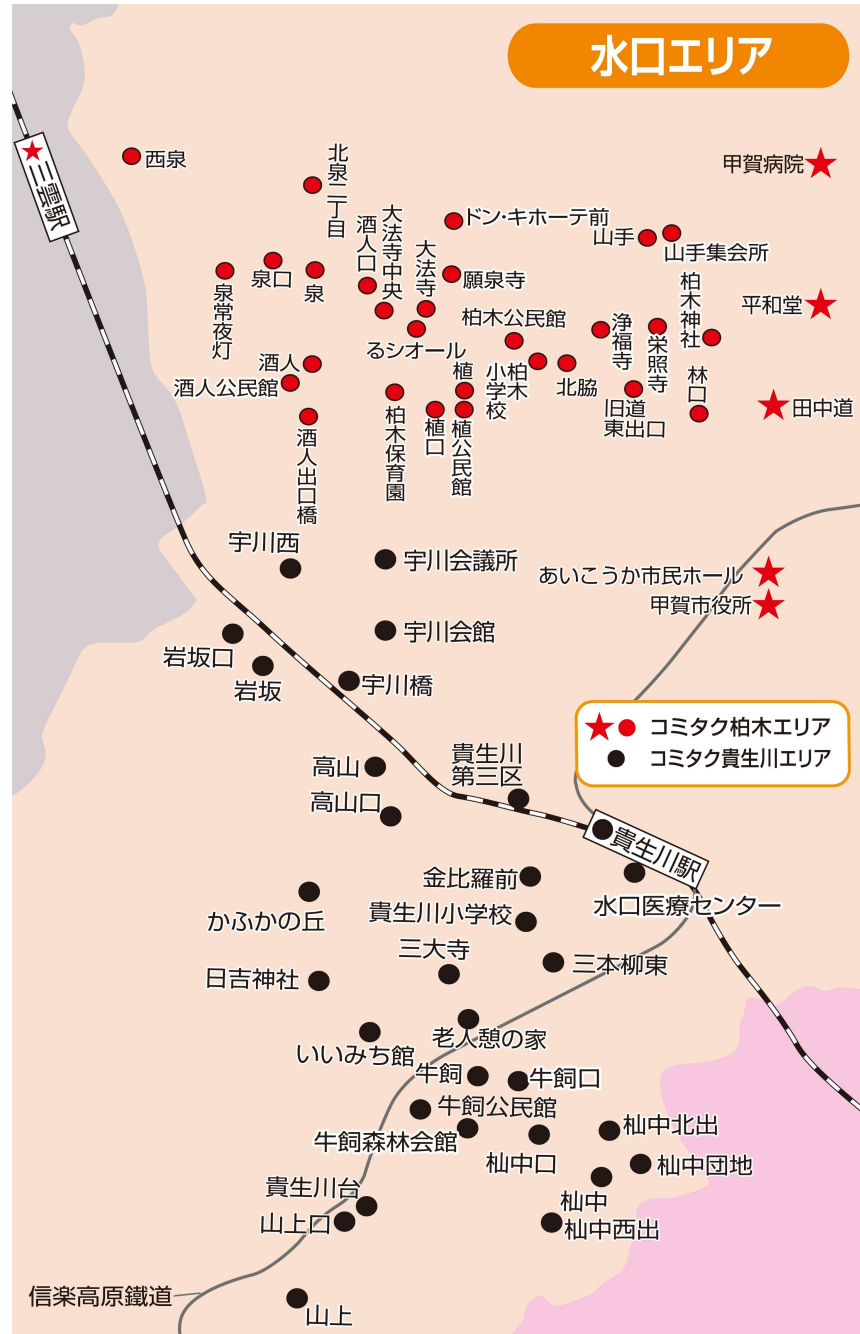 水口エリア
三雲駅
西泉
北泉二丁目
ドン・キホーテ前
甲賀病院
山手
山手集会所
酒人口
大法寺中央
大法寺
願泉寺
泉常夜灯
泉口
泉
柏木神社
平和堂
るシオール
柏木公民館
浄福寺
栄照寺
酒人
酒人公民館
植
柏木
小学校
北脇
林口
田中道
酒人出口橋
柏木保育園
植口
植公民館
旧道
東出口
宇川西
宇川会議所
あいこうか市民ホール
甲賀市役所
岩坂口
岩坂
宇川会館
宇川橋
コミタク柏木エリア
コミタク貴生川エリア
高山
高山口
貴生川
第三区
貴生川駅
水口医療センター
金比羅前
かふかの丘
貴生川小学校
三大寺
三本柳東
日吉神社
老人憩の家
いいみち館
牛飼
牛飼口
牛飼公民館
牛飼森林会館
杣中口
杣中北出
杣中団地
杣中
杣中西出
貴生川台
山上口
信楽高原鐵道
山上